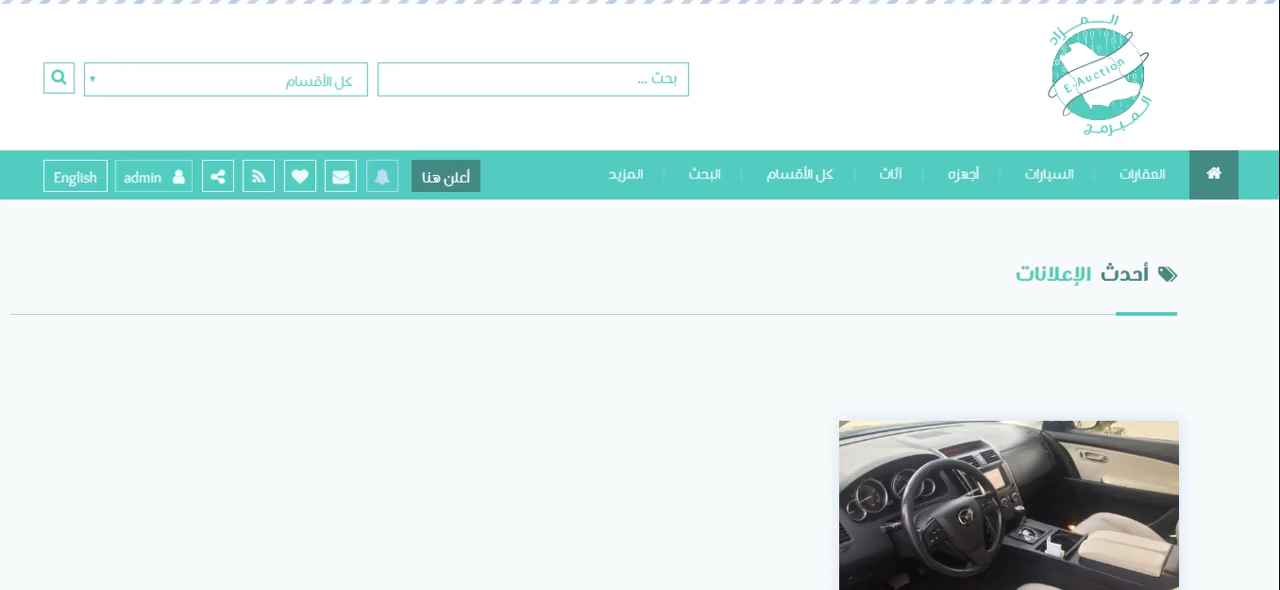 المزاد
E-Auction
المبرمج
بحث ...
كل الأقسام
العقارات
السيارات
أجهزه
أثاث
كل الأقسام
البحث
المزيد
أعلن هنا
admin
English
أحدث الإعلانات